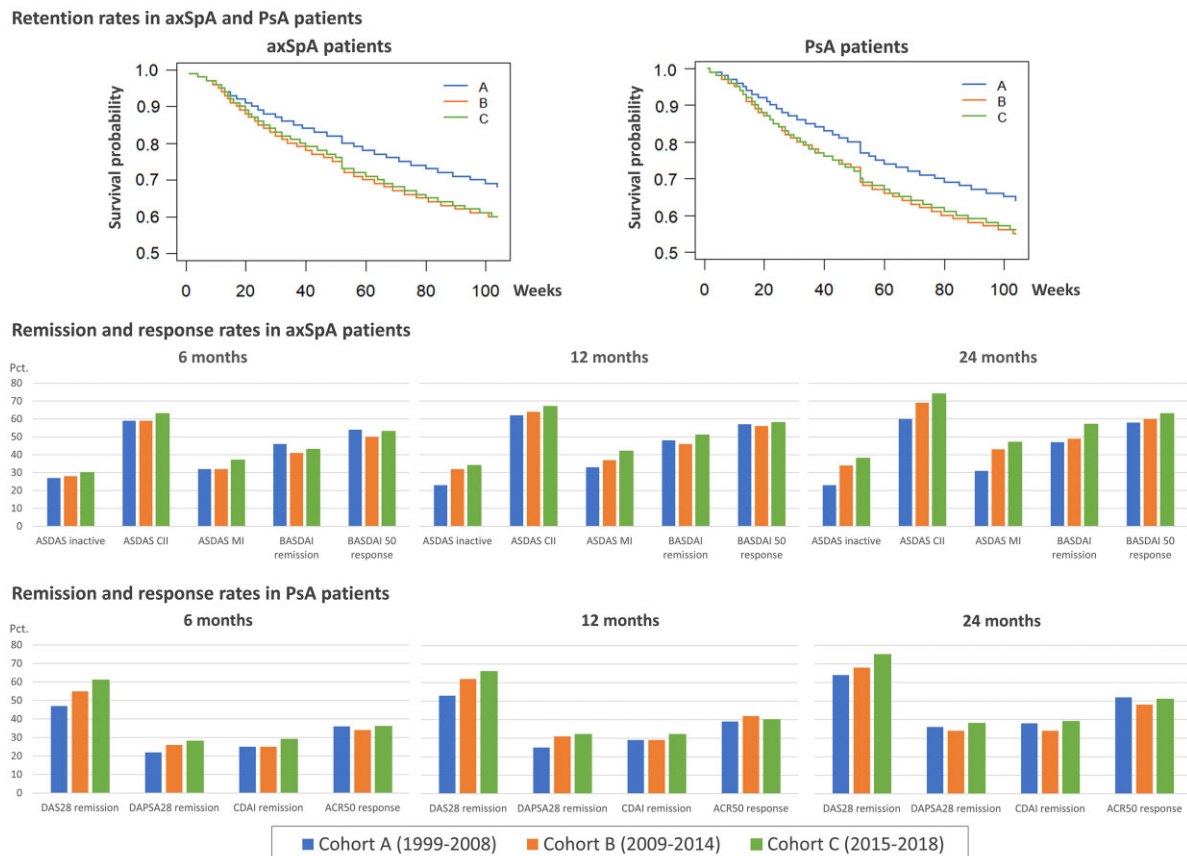 Retention rates in axSpA and PsA patients
axSpA patients
Survival probability
1.0
0.9
0.8
0.7
0.6
0.5
A
B
C
0 20 40 60 80 100 Weeks
PsA patients
Survival probability
1.0
0.9
0.8
0.7
0.6
0.5
A
B
C
0 20 40 60 80 100 Weeks
Remission and response rates in axSpA patients
6 months
12 months
24 months
Pct.
80
70
60
50
40
30
20
10
0
ASDAS inactive ASDAS CII ASDAS MI BASDAI remission BASDAI 50 response
ASDAS inactive ASDAS CII ASDAS MI BASDAI remission BASDAI 50 response
ASDAS inactive ASDAS CII ASDAS MI BASDAI remission BASDAI 50 response
Remission and response rates in PsA patients
6 months
12 months
24 months
Pct.
80
70
60
50
40
30
20
10
0
DAS28 remission DAPSA28 remission CDAI remission ACR50 response
DAS28 remission DAPSA28 remission CDAI remission ACR50 response
DAS28 remission DAPSA28 remission CDAI remission ACR50 response
Cohort A (1999-2008) Cohort B (2009-2014) Cohort C (2015-2018)